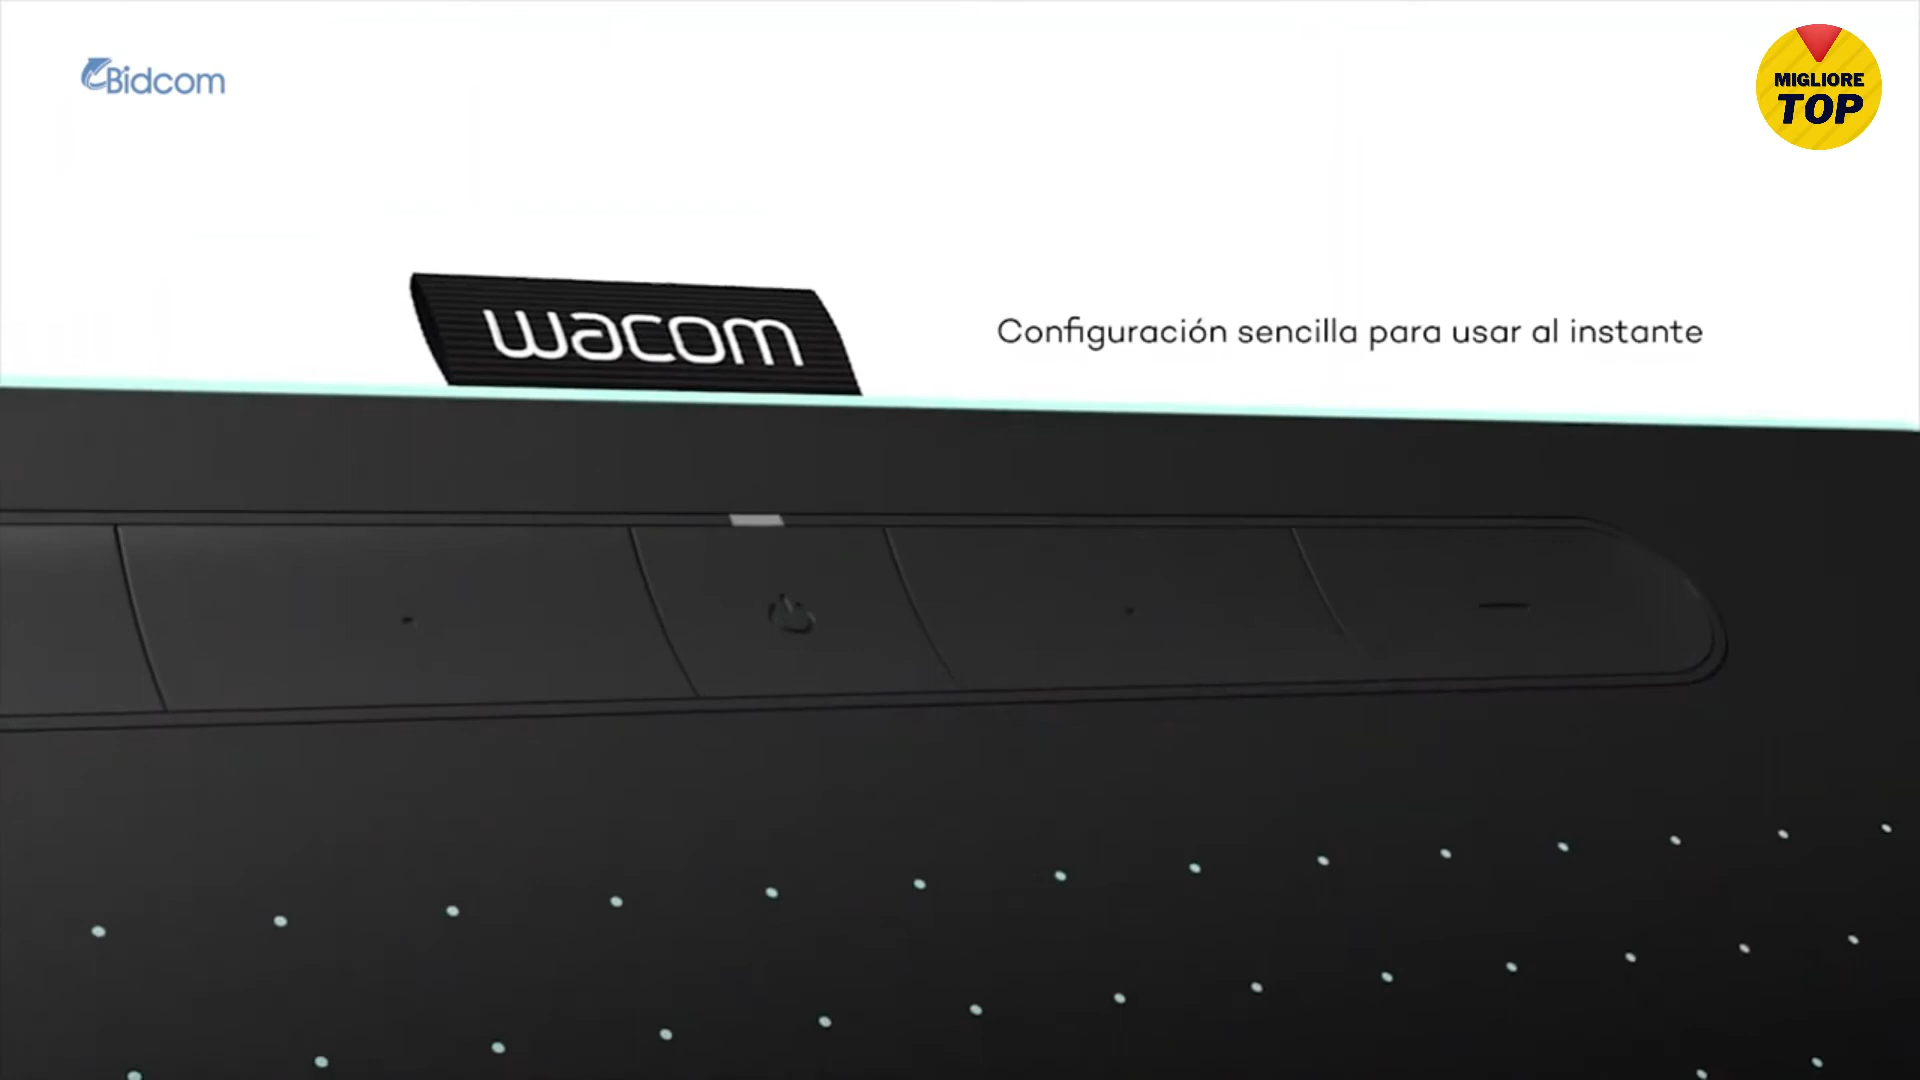 Bidcom
MIGLIORE
TOP
wacom
Configuración sencilla para usar al instante